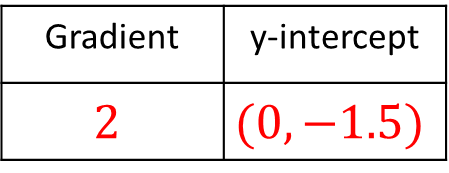 Gradient y-intercept
2 (0, −1.5)